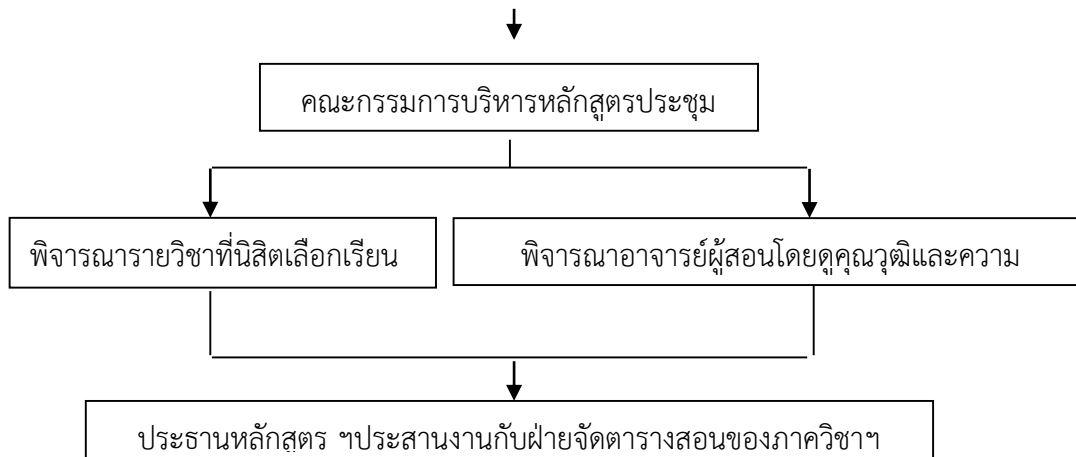 คณะกรรมการบริหารหลักสูตรประชุม
พิจารณารายวิชาที่นิสิตเลือกเรียน
พิจารณาอาจารย์ผู้สอนโดยดูคุณวุฒิและความ
ประธานหลักสูตร ฯประสานงานกับฝ่ายจัดตารางสอนของภาควิชาฯ